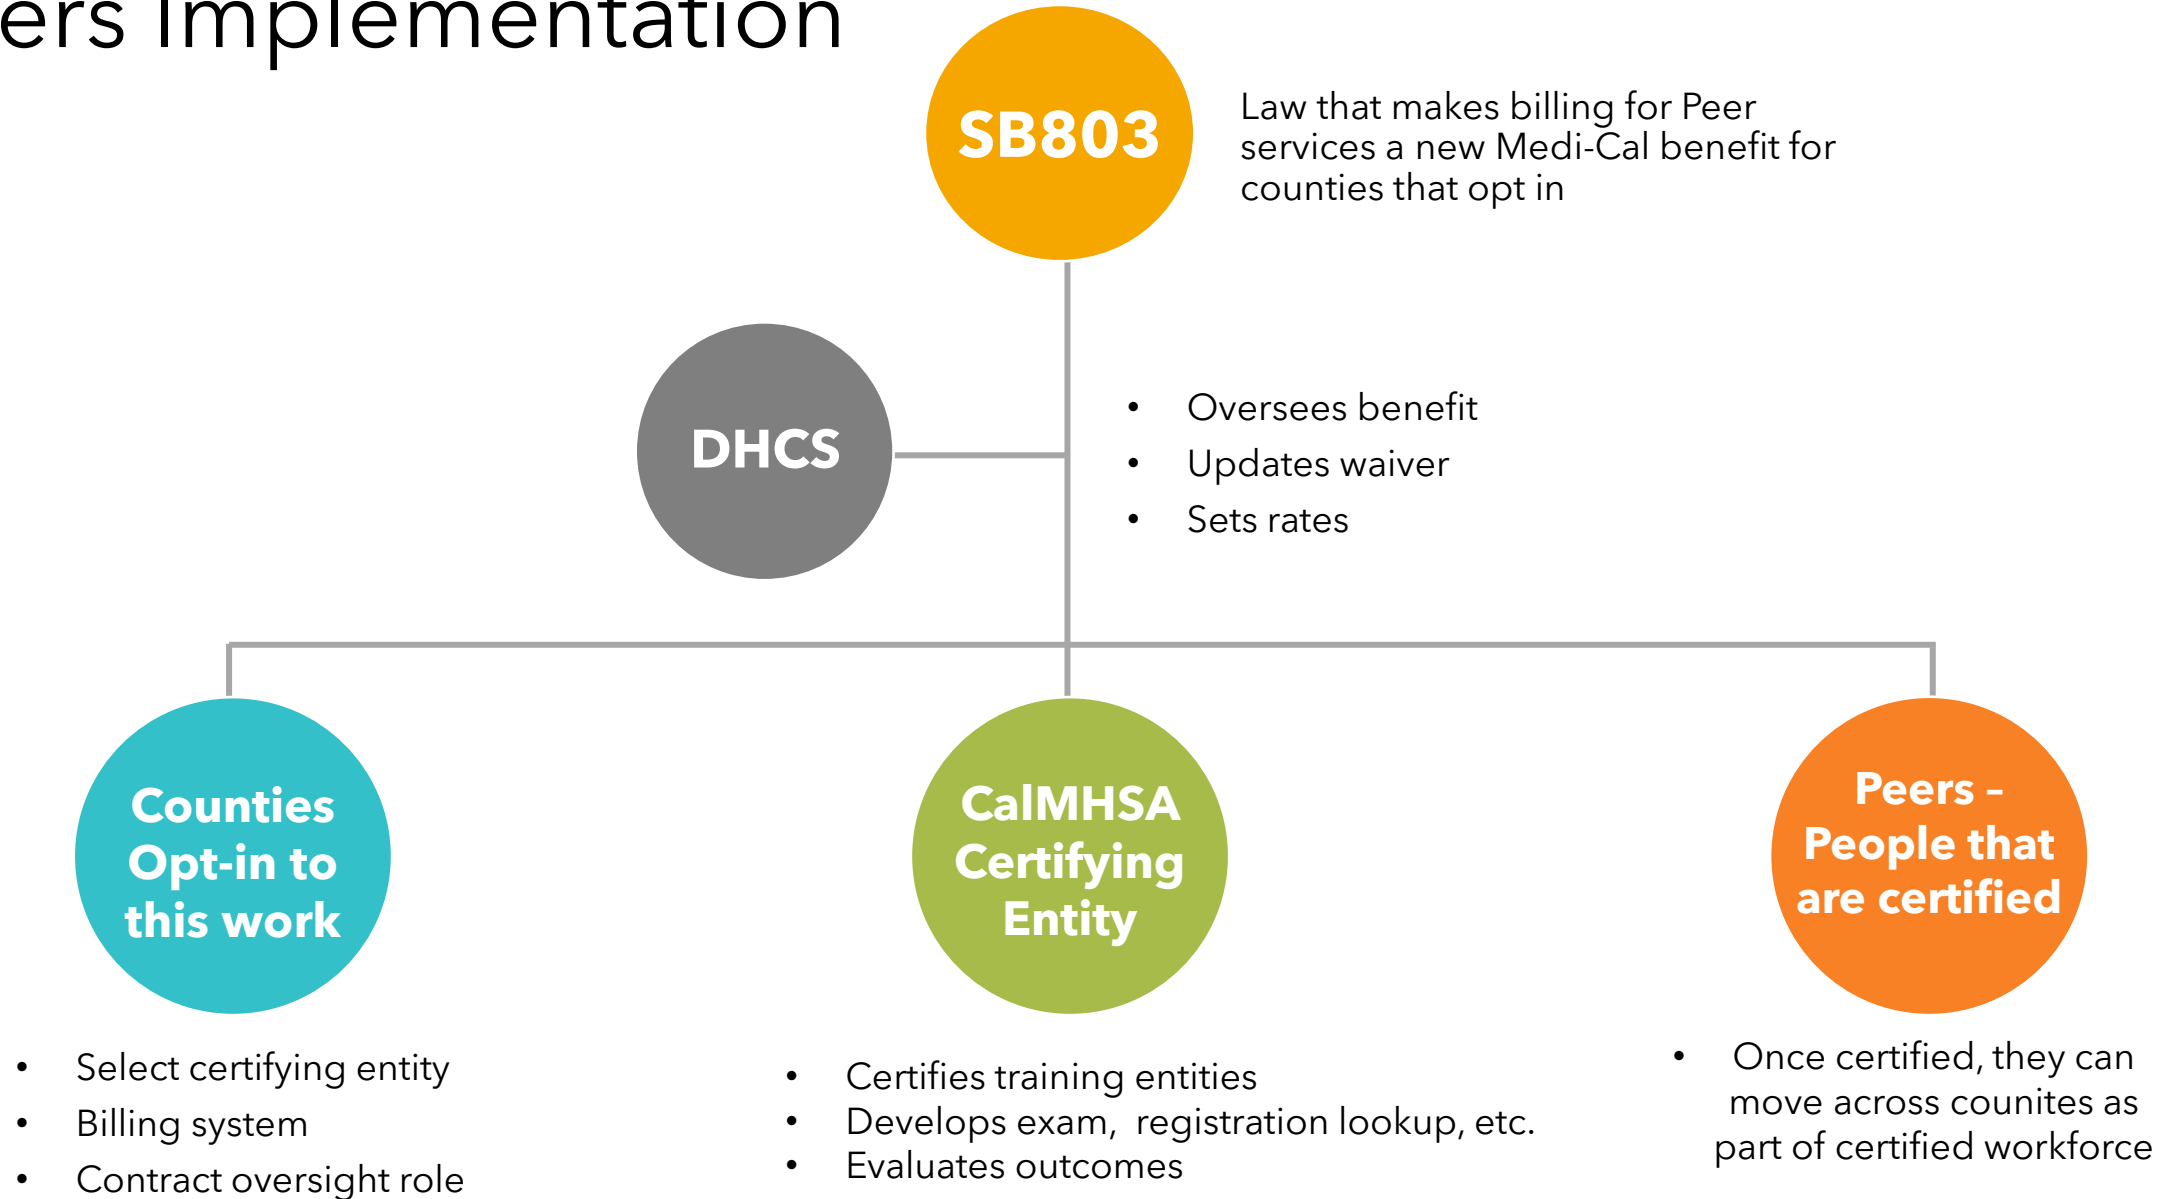 ers Implementation
SB803
Law that makes billing for Peer
services a new Medi-Cal benefit for
counties that opt in
DHCS
• Oversees benefit
• Updates waiver
• Sets rates
Counties
Opt-in to
this work
CalMHSA
Certifying
Entity
Peers –
People that
are certified
• Select certifying entity
• Billing system
• Contract oversight role
• Certifies training entities
• Develops exam, registration lookup, etc.
• Evaluates outcomes
• Once certified, they can
move across counites as
part of certified workforce